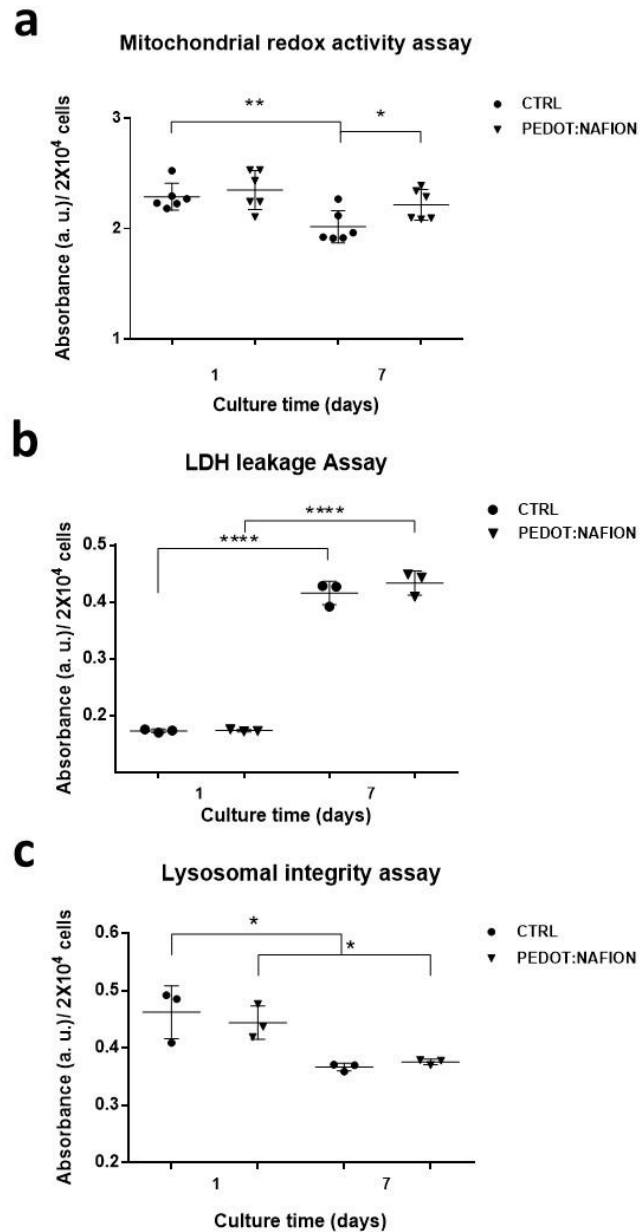 a
Mitochondrial redox activity assay
** 
*
CTRL
PEDOT:NAFION
Absorbance (a. u.)/ 2X10⁴ cells
3
2
1
1 7
Culture time (days)
b
LDH leakage Assay
****
****
CTRL
PEDOT:NAFION
Absorbance (a. u.)/ 2X10⁴ cells
0.5
0.4
0.3
0.2
1 7
Culture time (days)
c
Lysosomal integrity assay
*
*
CTRL
PEDOT:NAFION
Absorbance (a. u.)/ 2X10⁴ cells
0.6
0.5
0.4
0.3
0.2
1 7
Culture time (days)